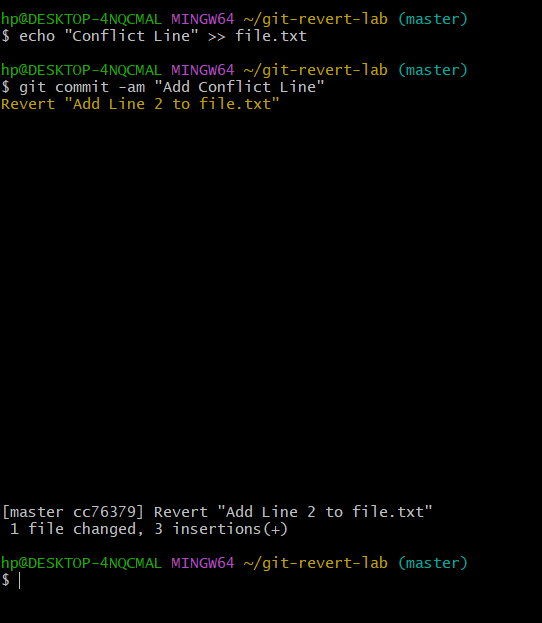 hp@DESKTOP-4NQCMAL MINGW64 ~/git-revert-lab (master)
$ echo "Conflict Line" >> file.txt
hp@DESKTOP-4NQCMAL MINGW64 ~/git-revert-lab (master)
$ git commit -am "Add Conflict Line"
Revert "Add Line 2 to file.txt"
[master cc76379] Revert "Add Line 2 to file.txt"
 1 file changed, 3 insertions(+)
hp@DESKTOP-4NQCMAL MINGW64 ~/git-revert-lab (master)
$